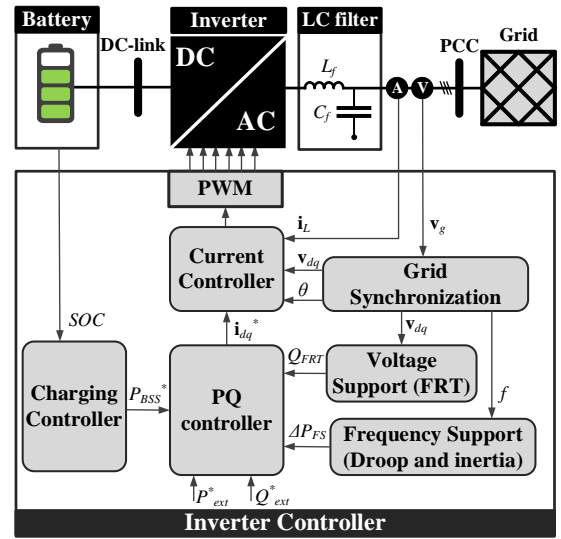 Battery
DC-link
Inverter
LC filter
PCC
Grid
DC
AC
L_f
C_f
A
V
PWM
i_L
v_g
Current
Controller
v_dq
θ
Grid
Synchronization
SOC
i_dq*
v_dq
Q_FRT
Voltage
Support (FRT)
f
Charging
Controller
P_BSS*
PQ
controller
ΔP_FS
Frequency Support
(Droop and inertia)
P*_ext
Q*_ext
Inverter Controller